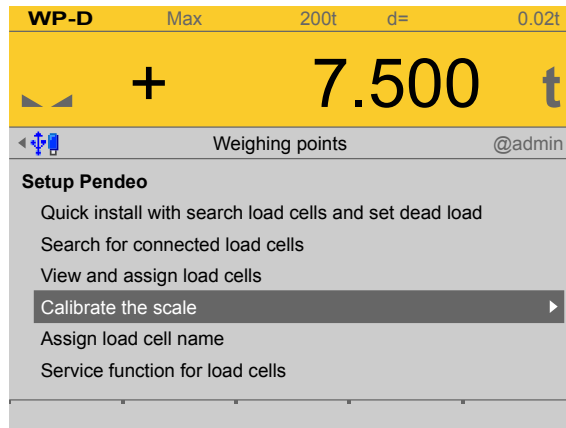 WP-D Max 200t d= 0.02t
+ 7.500 t
Weighing points @admin
Setup Pendeo
Quick install with search load cells and set dead load
Search for connected load cells
View and assign load cells
Calibrate the scale
Assign load cell name
Service function for load cells